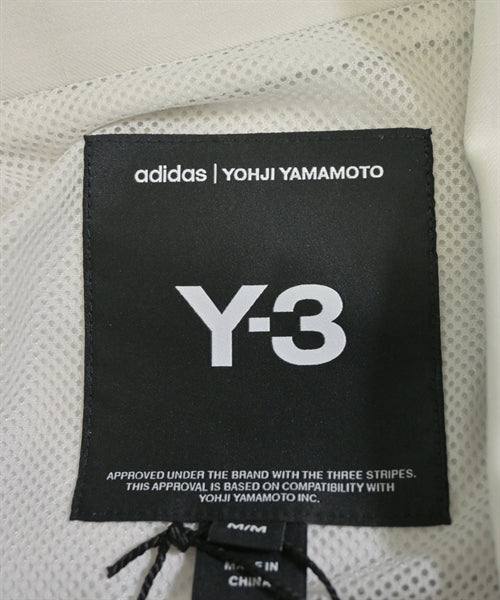 adidas | YOHJI YAMAMOTO
Y-3
APPROVED UNDER THE BRAND WITH THE THREE STRIPES.
THIS APPROVAL IS BASED ON COMPATIBILITY WITH
YOHJI YAMAMOTO INC.
M/M
MADE IN
CHINA